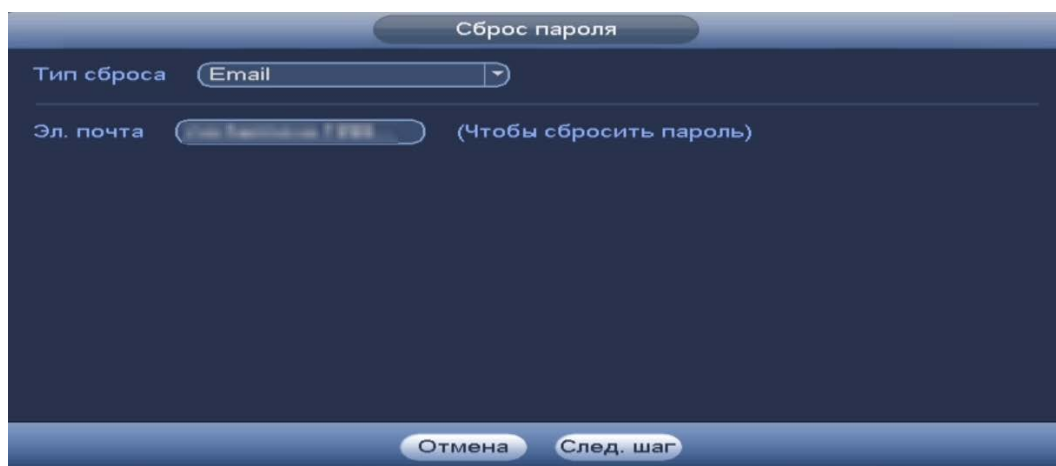 Сброс пароля
Тип сброса Email
Эл. почта (Чтобы сбросить пароль)
Отмена След. шаг